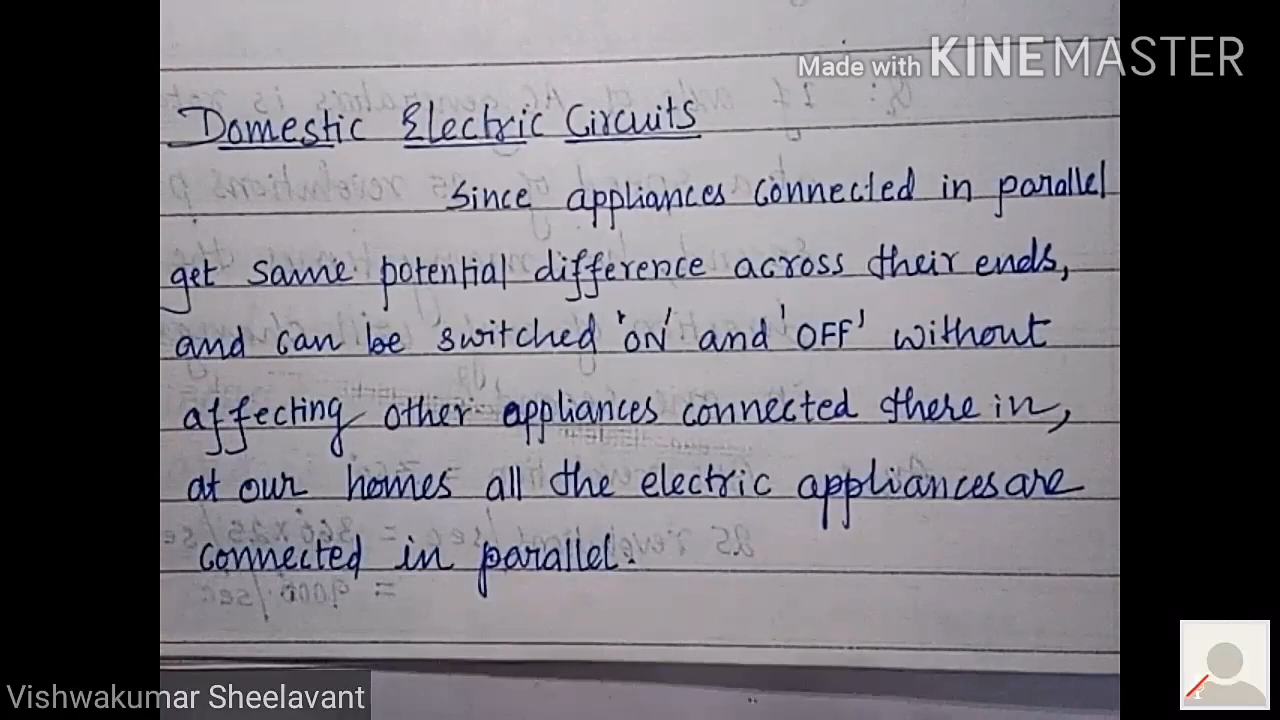 Made with KINEMASTER
Domestic Electric Circuits
Since appliances connected in parallel
get same potential difference across their ends,
and can be switched 'ON' and 'OFF' without
affecting other appliances connected there in,
at our homes all the electric appliances are
connected in parallel.
Vishwakumar Sheelavant